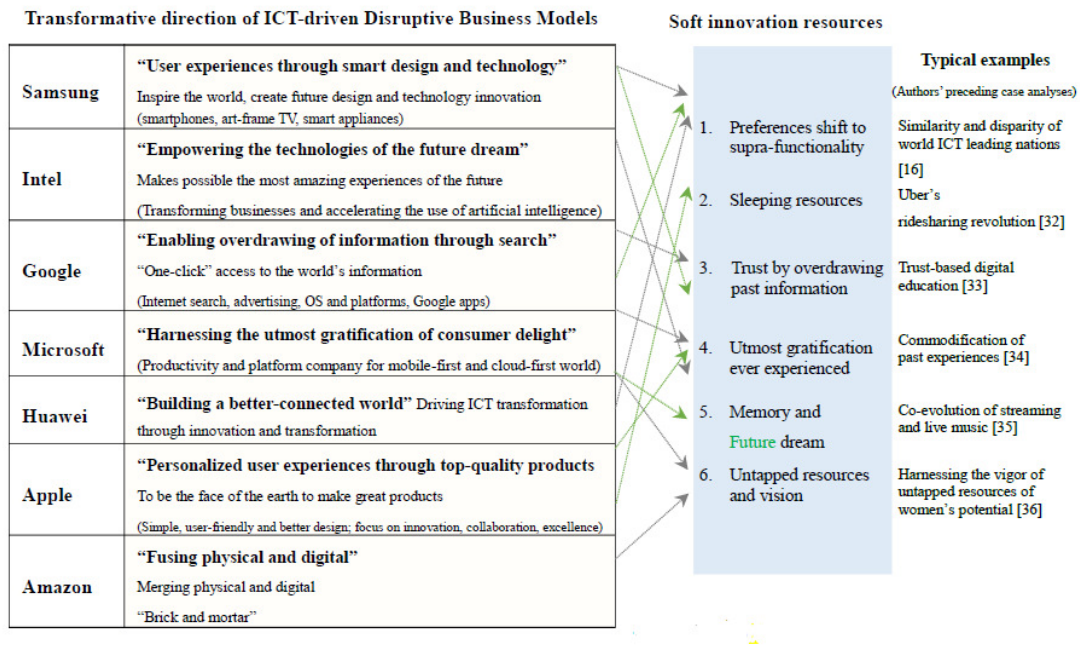 Transformative direction of ICT-driven Disruptive Business Models
Samsung
“User experiences through smart design and technology”
Inspire the world, create future design and technology innovation
(smartphones, art-frame TV, smart appliances)
Intel
“Empowering the technologies of the future dream”
Makes possible the most amazing experiences of the future
(Transforming businesses and accelerating the use of artificial intelligence)
Google
“Enabling overdrawing of information through search”
“One-click” access to the world’s information
(Internet search, advertising, OS and platforms, Google apps)
Microsoft
“Harnessing the utmost gratification of consumer delight”
(Productivity and platform company for mobile-first and cloud-first world)
Huawei
“Building a better-connected world” Driving ICT transformation
through innovation and transformation
Apple
“Personalized user experiences through top-quality products
To be the face of the earth to make great products
(Simple, user-friendly and better design; focus on innovation, collaboration, excellence)
Amazon
“Fusing physical and digital”
Merging physical and digital
“Brick and mortar”
Soft innovation resources
1. Preferences shift to
supra-functionality
2. Sleeping resources
3. Trust by overdrawing
past information
4. Utmost gratification
ever experienced
5. Memory and
Future dream
6. Untapped resources
and vision
Typical examples
(Authors’ preceding case analyses)
Similarity and disparity of
world ICT leading nations
[16]
Uber’s
ridesharing revolution [32]
Trust-based digital
education [33]
Commodification of
past experiences [34]
Co-evolution of streaming
and live music [35]
Harnessing the vigor of
untapped resources of
women’s potential [36]